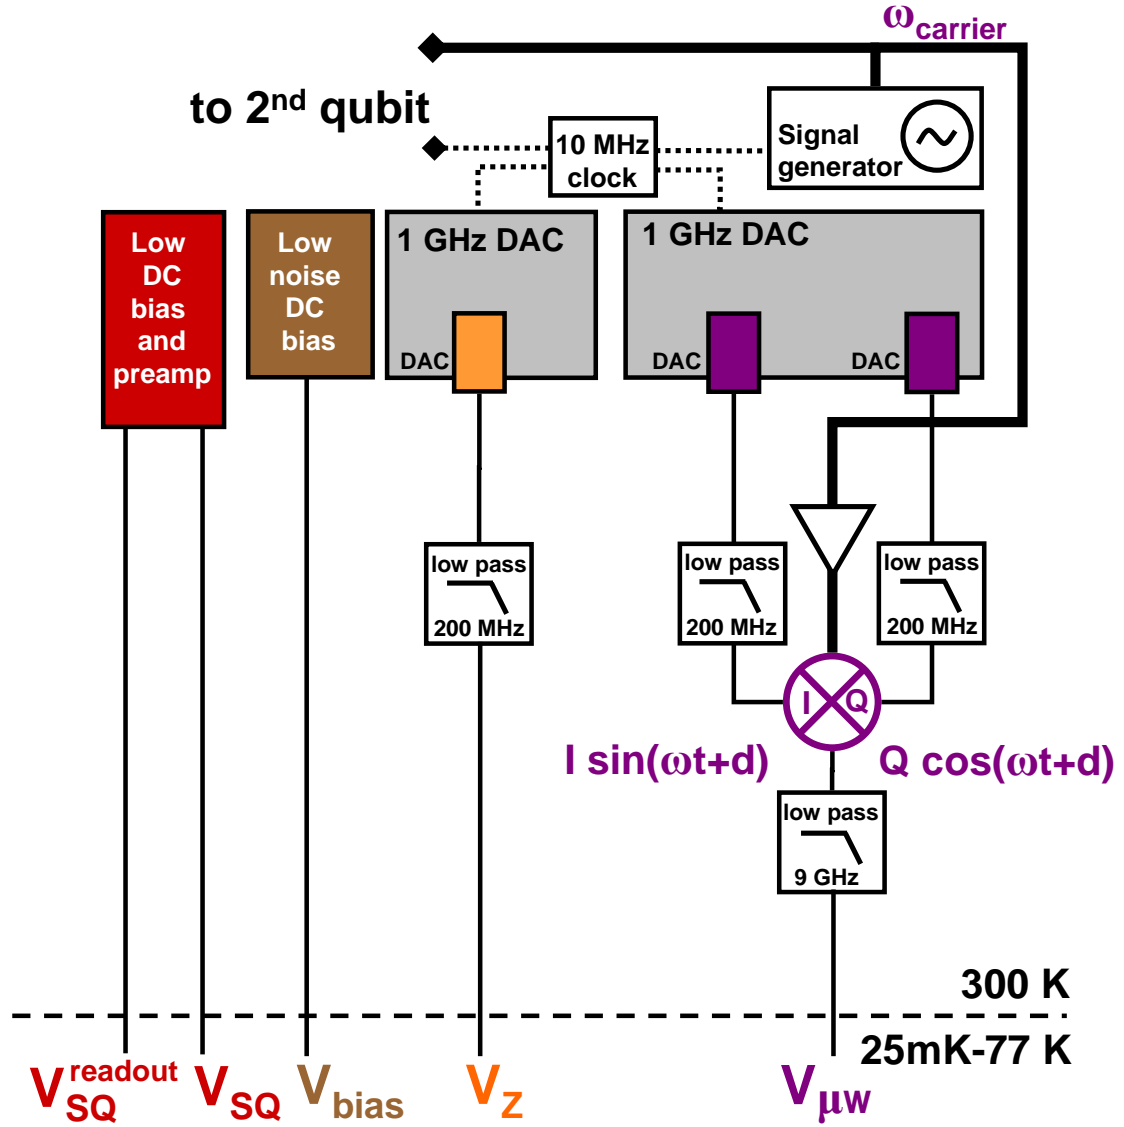 ωcarrier
to 2nd qubit
10 MHz
clock
Signal
generator
Low
DC
bias
and
preamp
Low
noise
DC
bias
1 GHz DAC
DAC
1 GHz DAC
DAC
DAC
low pass
200 MHz
low pass
200 MHz
low pass
200 MHz
I
Q
I sin(ωt+d)
Q cos(ωt+d)
low pass
9 GHz
300 K
25mK-77 K
VSQreadout
VSQ
Vbias
VZ
Vμw